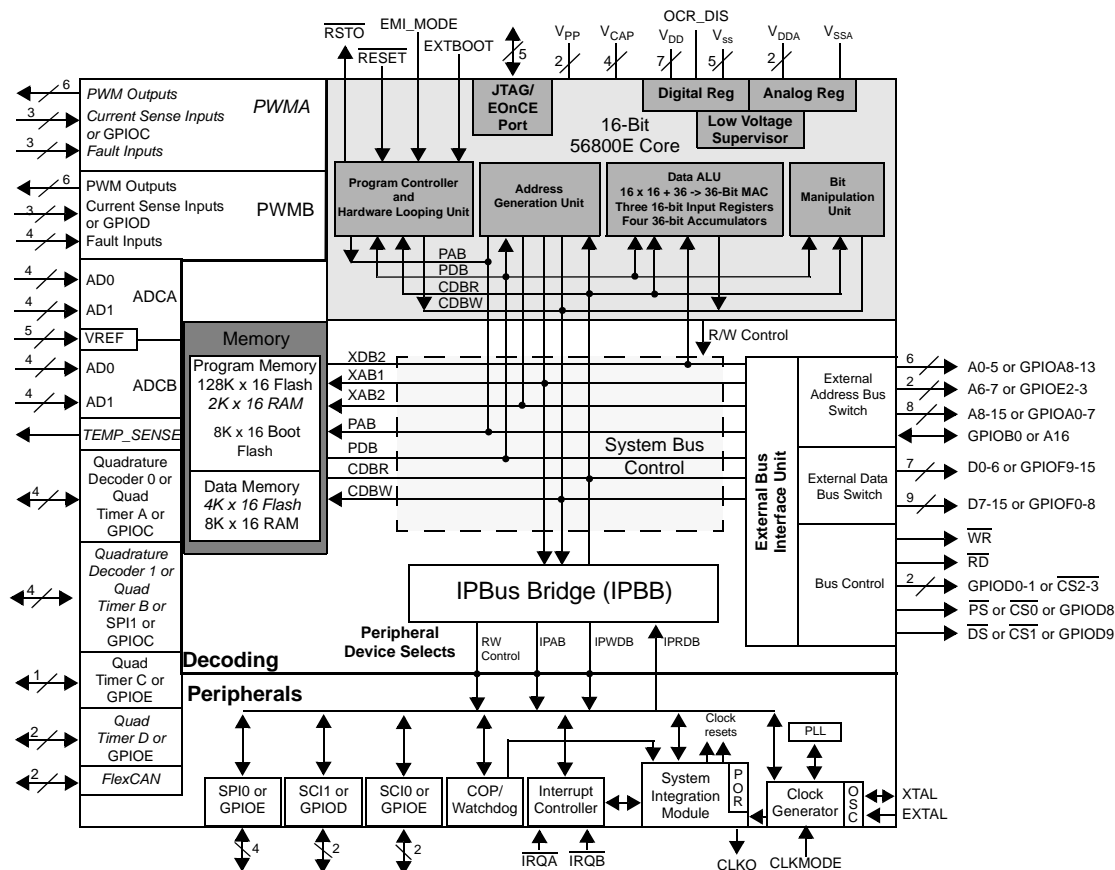 OCR_DIS
EMI_MODE
RSTO
RESET
EXTBOOT
5
VPP
2
VCAP
4
VDD
7
Vss
5
VDDA
2
VSSA
6
PWM Outputs
PWMA
3
Current Sense Inputs
or GPIOC
3
Fault Inputs
6
PWM Outputs
PWMB
3
Current Sense Inputs
or GPIOD
4
Fault Inputs
4
AD0
ADCA
4
AD1
5
VREF
4
AD0
ADCB
4
AD1
TEMP_SENSE
Quadrature
Decoder 0 or
Quad
Timer A or
GPIOC
4
Quadrature
Decoder 1 or
Quad
Timer B or
SPI1 or
GPIOC
4
Quad
Timer C or
GPIOE
1
Quad
Timer D or
GPIOE
2
FlexCAN
2
JTAG/
EOnCE
Port
Digital Reg
Analog Reg
Low Voltage
Supervisor
16-Bit
56800E Core
Program Controller
and
Hardware Looping Unit
Address
Generation Unit
Data ALU
16 x 16 + 36 -> 36-Bit MAC
Three 16-bit Input Registers
Four 36-bit Accumulators
Bit
Manipulation
Unit
PAB
PDB
CDBR
CDBW
R/W Control
Memory
Program Memory
128K x 16 Flash
2K x 16 RAM
8K x 16 Boot
Flash
Data Memory
4K x 16 Flash
8K x 16 RAM
XDB2
XAB1
XAB2
PAB
PDB
CDBR
CDBW
System Bus
Control
External Bus
Interface Unit
External
Address Bus
Switch
External Data
Bus Switch
Bus Control
6
A0-5 or GPIOA8-13
2
A6-7 or GPIOE2-3
8
A8-15 or GPIOA0-7
GPIOB0 or A16
7
D0-6 or GPIOF9-15
9
D7-15 or GPIOF0-8
WR
RD
2
GPIOD0-1 or CS2-3
PS or CS0 or GPIOD8
DS or CS1 or GPIOD9
IPBus Bridge (IPBB)
Peripheral
Device Selects
RW
Control
IPAB
IPWDB
IPRDB
Decoding
Peripherals
Clock
resets
PLL
SPI0 or
GPIOE
SCI1 or
GPIOD
SCI0 or
GPIOE
COP/
Watchdog
Interrupt
Controller
System
Integration
Module
POR
Clock
Generator
OSC
XTAL
EXTAL
4
2
2
IRQA
IRQB
CLKO
CLKMODE